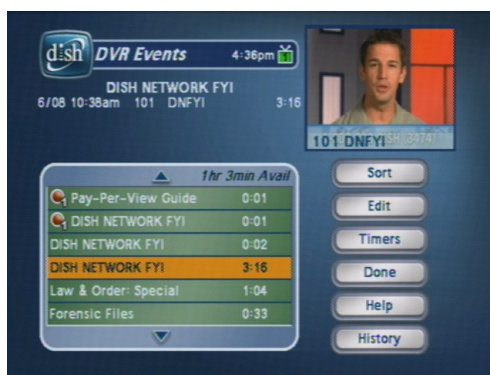 dish DVR Events 4:36pm 1
DISH NETWORK FYI
6/08 10:38am 101 DNFYI 3:16
101 DNFYI
1hr 3min Avail
Pay-Per-View Guide 0:01
DISH NETWORK FYI 0:01
DISH NETWORK FYI 0:02
DISH NETWORK FYI 3:16
Law & Order: Special 1:04
Forensic Files 0:33
Sort
Edit
Timers
Done
Help
History